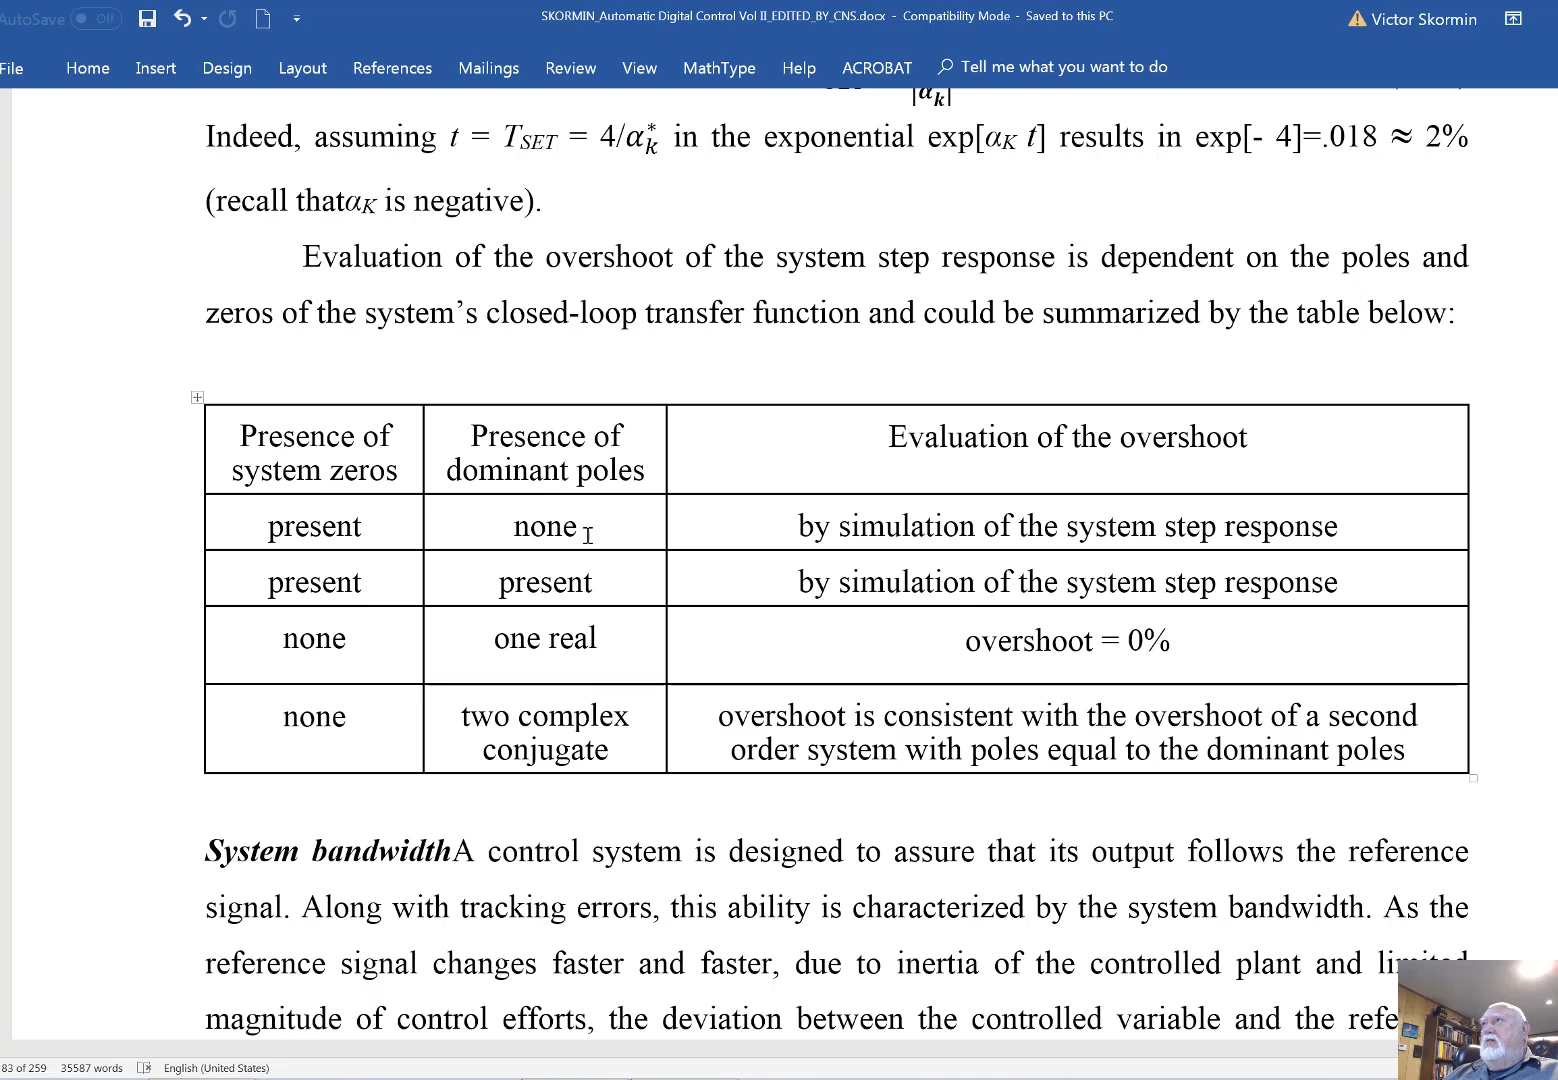 AutoSave Off SKORMIN_Automatic Digital Control Vol II_EDITED_BY_CNS.docx - Compatibility Mode - Saved to this PC Victor Skormin
File Home Insert Design Layout References Mailings Review View MathType Help ACROBAT Tell me what you want to do
|α_k|
Indeed, assuming t = T_SET = 4/α_k^* in the exponential exp[α_K t] results in exp[- 4]=.018 ≈ 2%
(recall thatα_K is negative).
Evaluation of the overshoot of the system step response is dependent on the poles and
zeros of the system’s closed-loop transfer function and could be summarized by the table below:
Presence of system zeros | Presence of dominant poles | Evaluation of the overshoot
present | none | by simulation of the system step response
present | present | by simulation of the system step response
none | one real | overshoot = 0%
none | two complex conjugate | overshoot is consistent with the overshoot of a second order system with poles equal to the dominant poles
System bandwidthA control system is designed to assure that its output follows the reference
signal. Along with tracking errors, this ability is characterized by the system bandwidth. As the
reference signal changes faster and faster, due to inertia of the controlled plant and limited
magnitude of control efforts, the deviation between the controlled variable and the refe
83 of 259 35587 words English (United States)